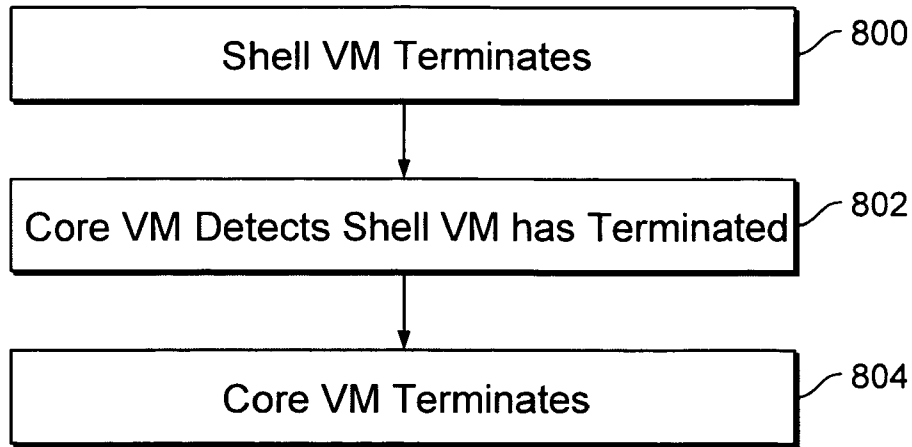 Shell VM Terminates
800
Core VM Detects Shell VM has Terminated
802
Core VM Terminates
804